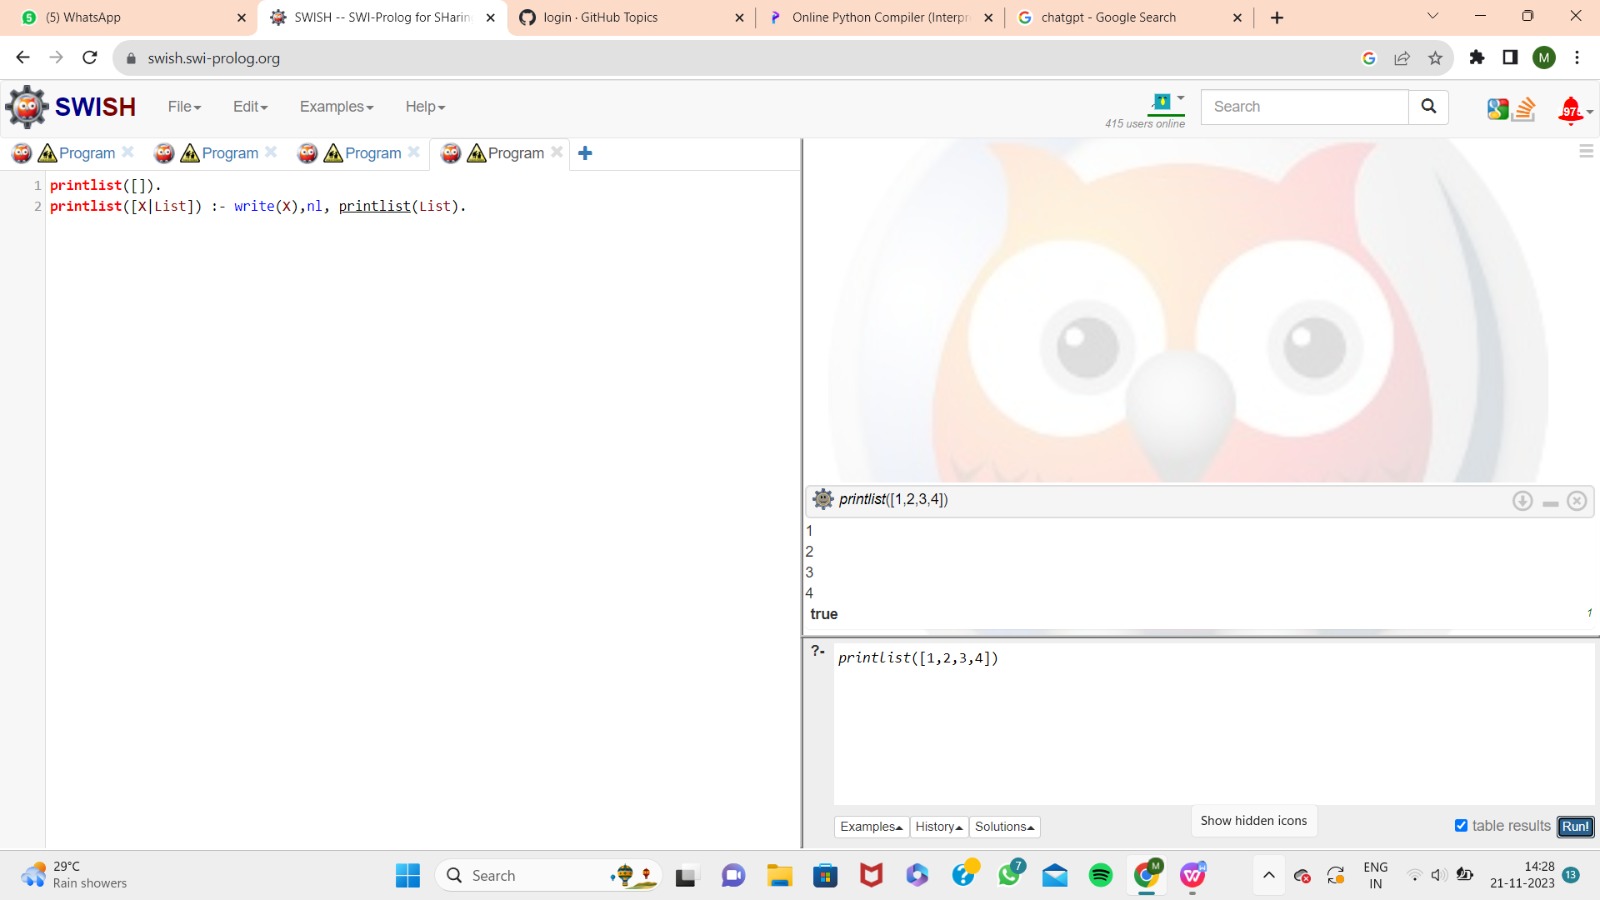 (5) WhatsApp
SWISH -- SWI-Prolog for SHarin
login · GitHub Topics
Online Python Compiler (Interpr
chatgpt - Google Search
swish.swi-prolog.org
M
SWISH
File
Edit
Examples
Help
415 users online
Search
Program
Program
Program
Program
1 printlist([]).
2 printlist([X|List]) :- write(X),nl, printlist(List).
printlist([1,2,3,4])
1
2
3
4
true
1
?-
printlist([1,2,3,4])
Examples
History
Solutions
Show hidden icons
table results
Run!
29°C
Rain showers
Search
7
M
ENG
IN
14:28
21-11-2023
13